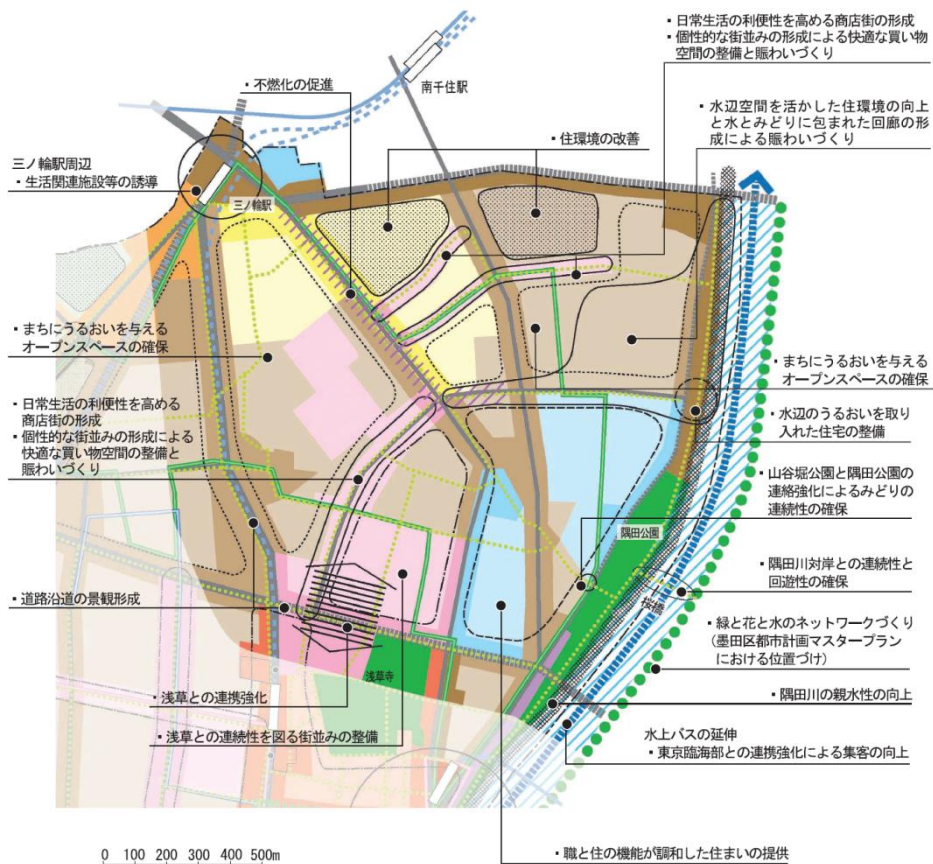 ・日常生活の利便性を高める商店街の形成
・個性的な街並みの形成による快適な買い物
空間の整備と賑わいづくり
南千住駅
・不燃化の促進
・水辺空間を活かした住環境の向上
と水とみどりに包まれた回廊の形
成による賑わいづくり
・住環境の改善
三ノ輪駅周辺
・生活関連施設等の誘導
三ノ輪駅
・まちにうるおいを与える
オープンスペースの確保
・まちにうるおいを与える
オープンスペースの確保
・日常生活の利便性を高める
商店街の形成
・個性的な街並みの形成による
快適な買い物空間の整備と
賑わいづくり
・水辺のうるおいを取り
入れた住宅の整備
・山谷堀公園と隅田公園の
連絡強化によるみどりの
連続性の確保
隅田公園
・隅田川対岸との連続性と
回遊性の確保
桜橋
・道路沿道の景観形成
・緑と花と水のネットワークづくり
(墨田区都市計画マスタープラン
における位置づけ)
浅草寺
・浅草との連携強化
・隅田川の親水性の向上
・浅草との連続性を図る街並みの整備
水上バスの延伸
・東京臨海部との連携強化による集客の向上
・職と住の機能が調和した住まいの提供
0 100 200 300 400 500m